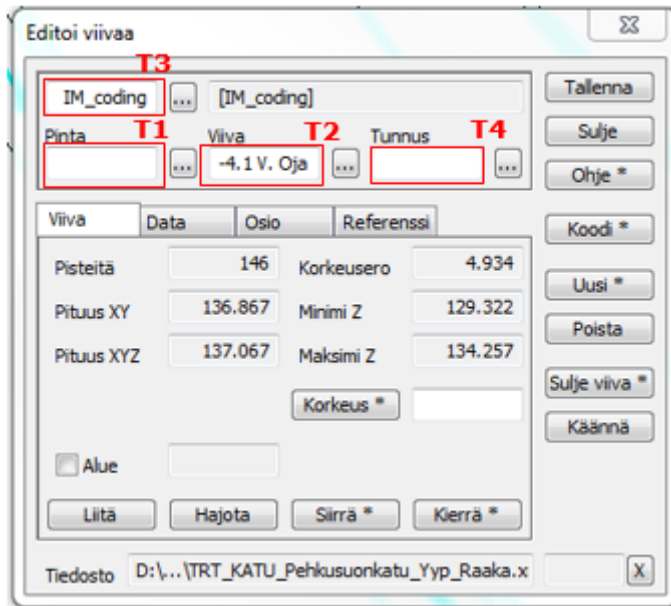 Editoi viivaa
T3
IM_coding ... [IM_coding] Tallenna
Pinta T1 Viiva T2 Tunnus T4 Sulje
... -4.1 V. Oja ... ... Ohje *
Viiva Data Osio Referenssi Koodi *
Pisteitä 146 Korkeusero 4.934
Uusi *
Pituus XY 136.867 Minimi Z 129.322
Poista
Pituus XYZ 137.067 Maksimi Z 134.257
Sulje viiva *
Korkeus *
Käännä
Alue
Liitä Hajota Siirrä * Kierrä *
Tiedosto D:\...\TRT_KATU_Pehkusuonkatu_Yyp_Raaka.x X